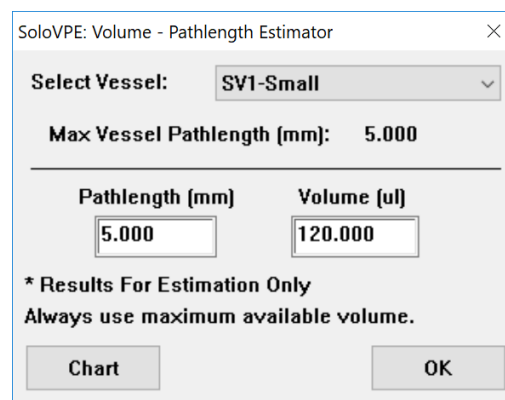 SoloVPE: Volume - Pathlength Estimator
Select Vessel: SV1-Small
Max Vessel Pathlength (mm): 5.000
Pathlength (mm) Volume (ul)
5.000 120.000
* Results For Estimation Only
Always use maximum available volume.
Chart OK